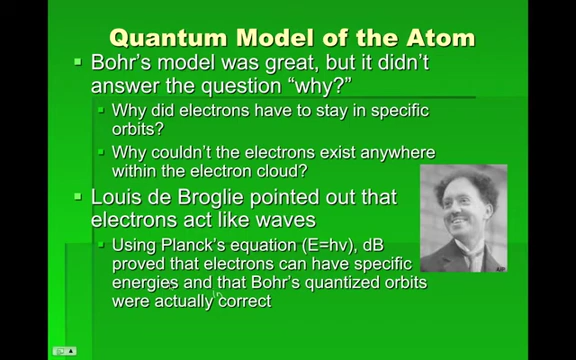 Quantum Model of the Atom
Bohr's model was great, but it didn't
answer the question "why?"
Why did electrons have to stay in specific
orbits?
Why couldn't the electrons exist anywhere
within the electron cloud?
Louis de Broglie pointed out that
electrons act like waves
Using Planck's equation (E=hv), dB
proved that electrons can have specific
energies and that Bohr's quantized orbits
were actually correct
AIP